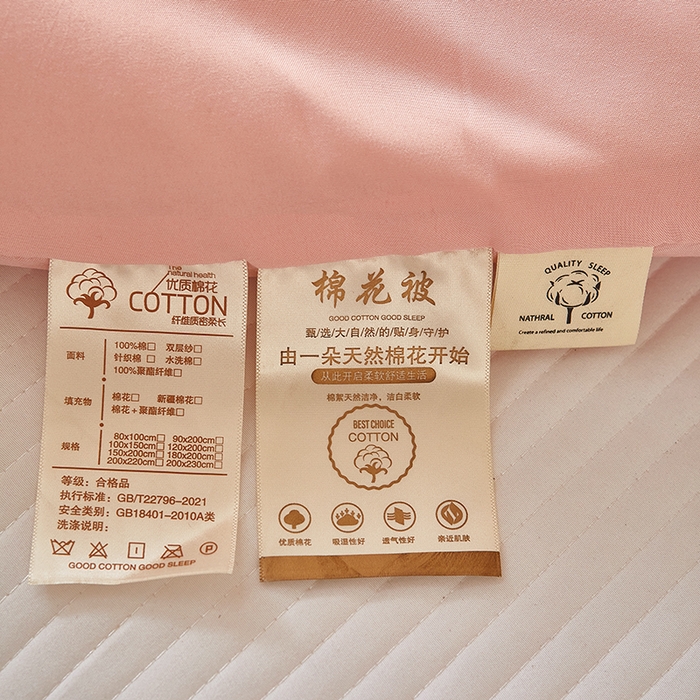 The
natural health
优质棉花
COTTON
纤维质密柔长
面料
100%棉□ 双层纱□
针织棉□ 水洗棉□
100%聚酯纤维□
填充物
棉花□ 新疆棉花□
棉花+聚酯纤维□
规格
80x100cm□ 90x200cm□
100x150cm□ 120x200cm□
150x200cm□ 180x200cm□
200x220cm□ 200x230cm□
等级：合格品
执行标准：GB/T22796-2021
安全类别：GB18401-2010A类
洗涤说明：
P
GOOD COTTON GOOD SLEEP
棉花被
GOOD COTTON GOOD SLEEP
甄/选/大/自/然/的/贴/身/守/护
由一朵天然棉花开始
从此开启柔软舒适生活
棉絮天然洁净，洁白柔软
BEST CHOICE
COTTON
优质棉花 吸湿性好 透气性好 亲近肌肤
QUALITY SLEEP
NATHRAL COTTON
Create a refined and comfortable life